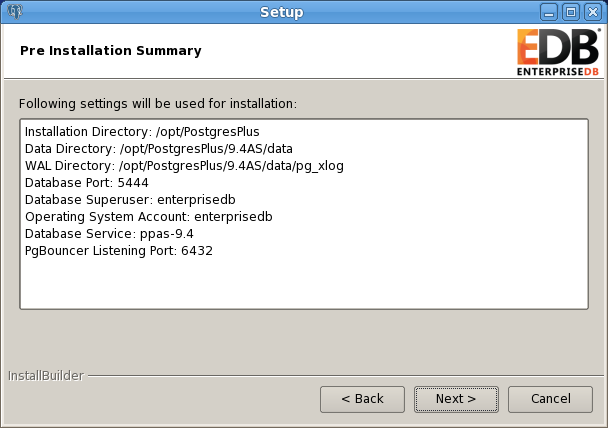 Setup
Pre Installation Summary
EDB
ENTERPRISEDB
Following settings will be used for installation:
Installation Directory: /opt/PostgresPlus
Data Directory: /opt/PostgresPlus/9.4AS/data
WAL Directory: /opt/PostgresPlus/9.4AS/data/pg_xlog
Database Port: 5444
Database Superuser: enterprisedb
Operating System Account: enterprisedb
Database Service: ppas-9.4
PgBouncer Listening Port: 6432
InstallBuilder
< Back
Next >
Cancel